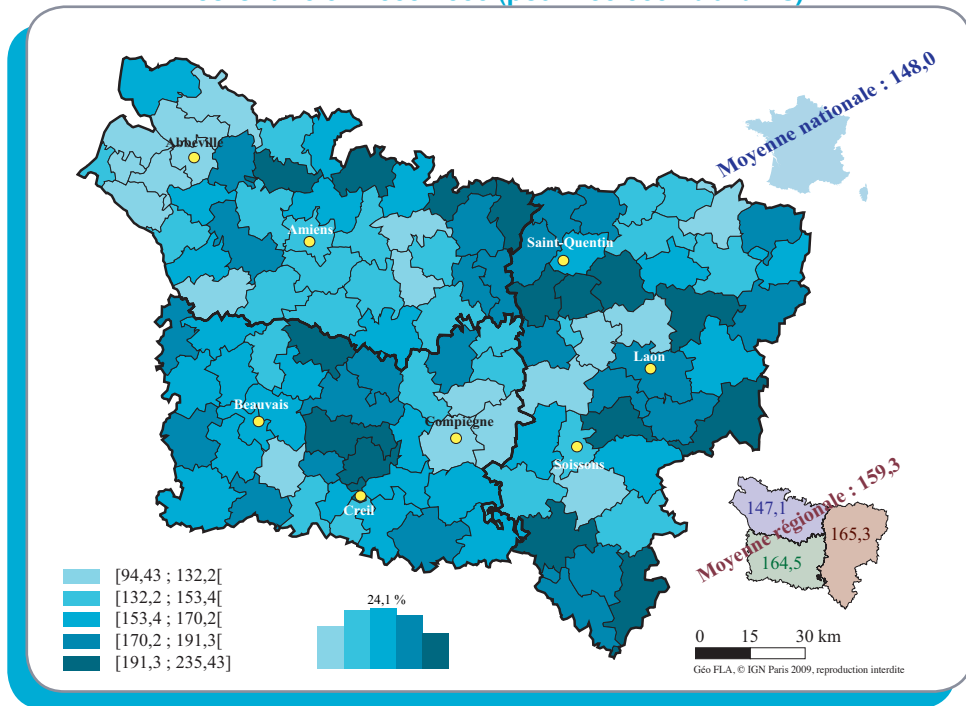 Moyenne nationale : 148,0
Abbeville
Amiens
Saint-Quentin
Laon
Beauvais
Compiègne
Soissons
Creil
Moyenne régionale : 159,3
147,1
165,3
164,5
[94,43 ; 132,2[
[132,2 ; 153,4[
[153,4 ; 170,2[
[170,2 ; 191,3[
[191,3 ; 235,43]
24,1 %
0 15 30 km
Géo FLA, © IGN Paris 2009, reproduction interdite